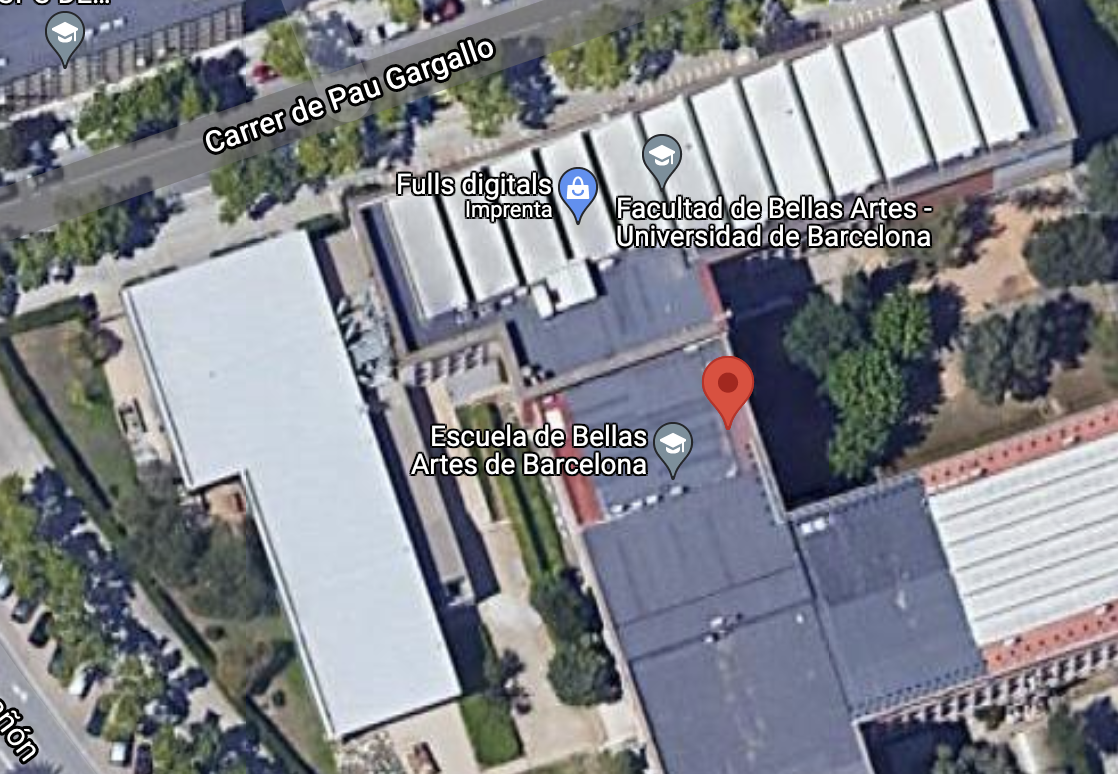 Carrer de Pau Gargallo
Fulls digitals
Imprenta
Facultad de Bellas Artes -
Universidad de Barcelona
Escuela de Bellas
Artes de Barcelona